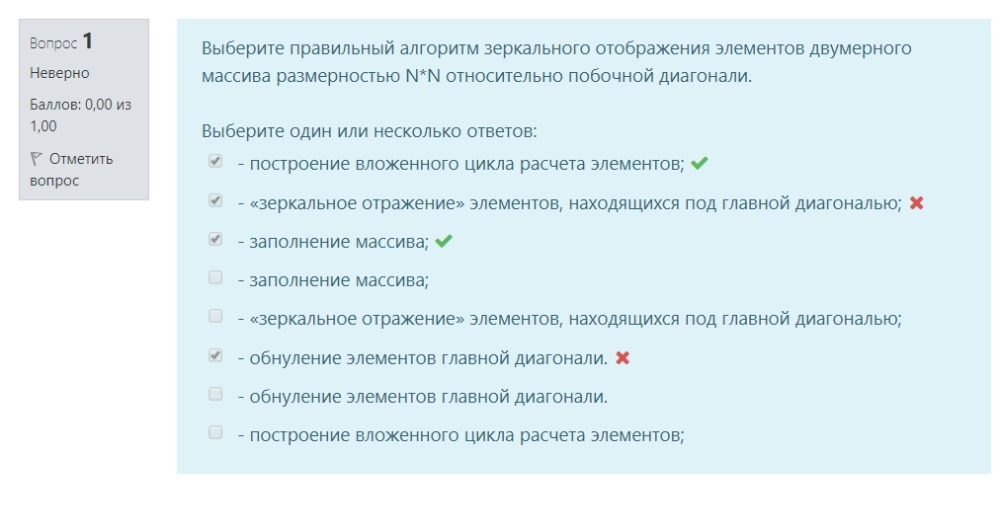 Вопрос 1
Неверно
Баллов: 0,00 из
1,00
Отметить
вопрос
Выберите правильный алгоритм зеркального отображения элементов двумерного
массива размерностью N*N относительно побочной диагонали.
Выберите один или несколько ответов:
- построение вложенного цикла расчета элементов;
- «зеркальное отражение» элементов, находящихся под главной диагональю;
- заполнение массива;
- заполнение массива;
- «зеркальное отражение» элементов, находящихся под главной диагональю;
- обнуление элементов главной диагонали.
- обнуление элементов главной диагонали.
- построение вложенного цикла расчета элементов;